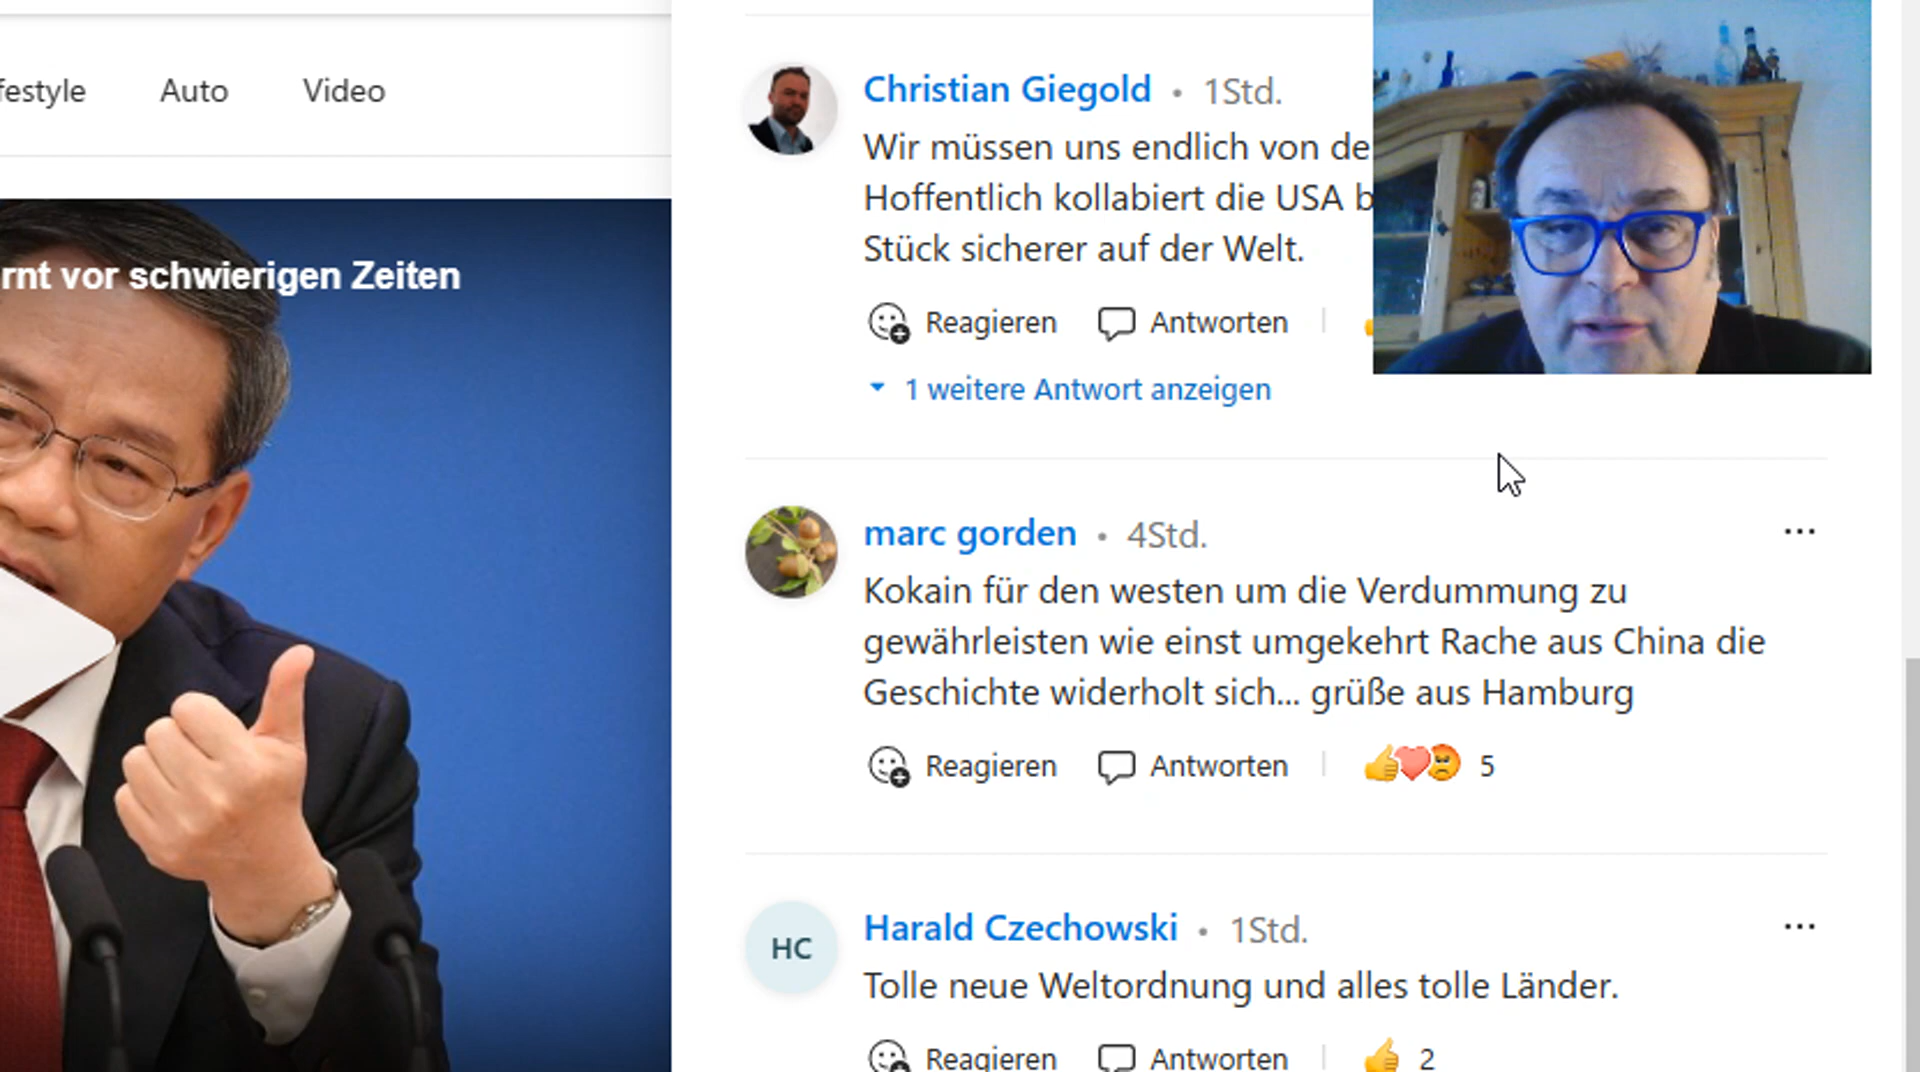 festyle Auto Video
rnt vor schwierigen Zeiten
Christian Giegold • 1Std.
Wir müssen uns endlich von de
Hoffentlich kollabiert die USA b
Stück sicherer auf der Welt.
Reagieren Antworten
1 weitere Antwort anzeigen
marc gorden • 4Std.
Kokain für den westen um die Verdummung zu
gewährleisten wie einst umgekehrt Rache aus China die
Geschichte widerholt sich... grüße aus Hamburg
Reagieren Antworten 5
HC
Harald Czechowski • 1Std.
Tolle neue Weltordnung und alles tolle Länder.
Reagieren Antworten 2